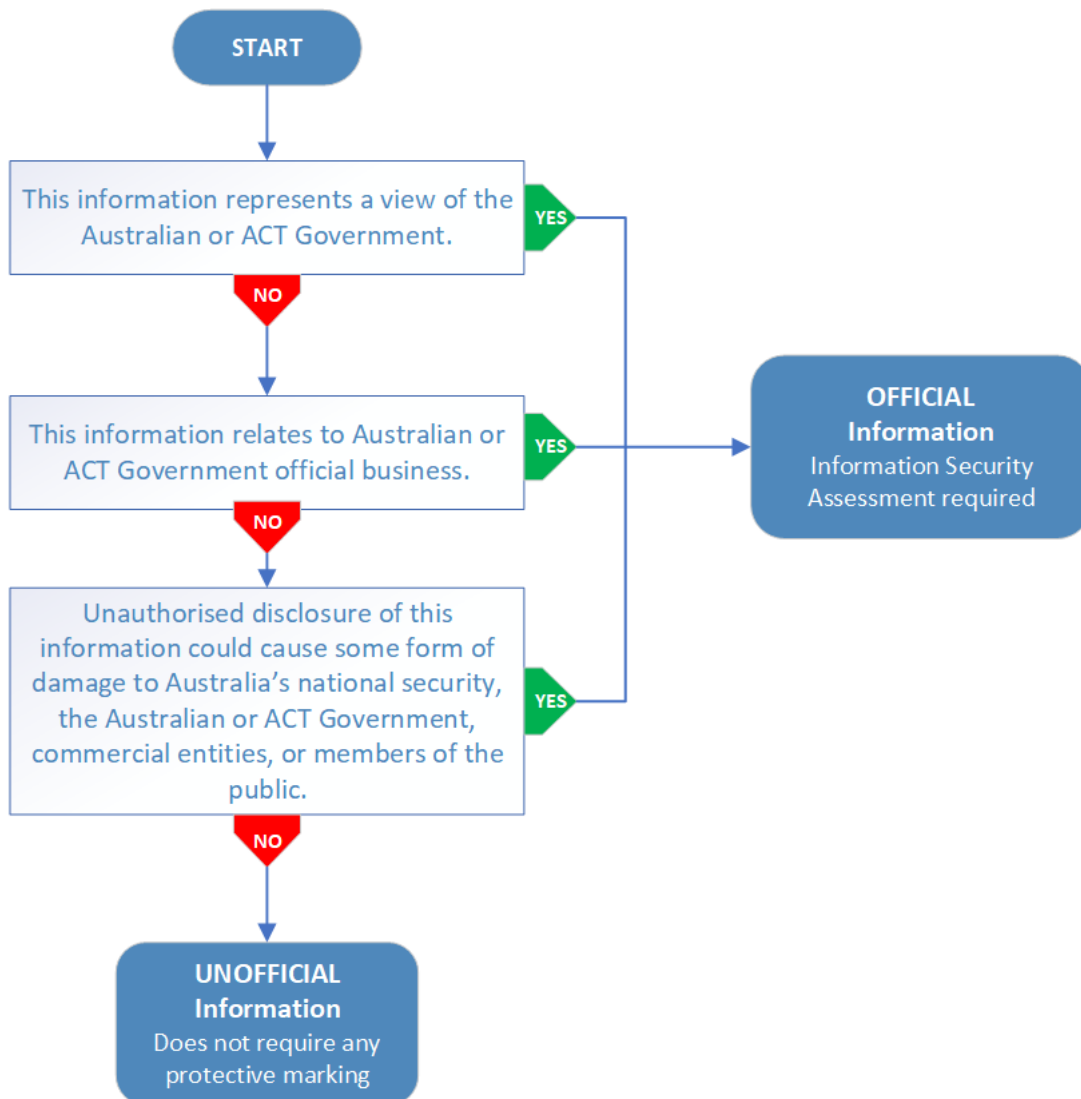 START
This information represents a view of the
Australian or ACT Government.
YES
NO
This information relates to Australian or
ACT Government official business.
YES
NO
OFFICIAL
Information
Information Security
Assessment required
Unauthorised disclosure of this
information could cause some form of
damage to Australia’s national security,
the Australian or ACT Government,
commercial entities, or members of the
public.
YES
NO
UNOFFICIAL
Information
Does not require any
protective marking